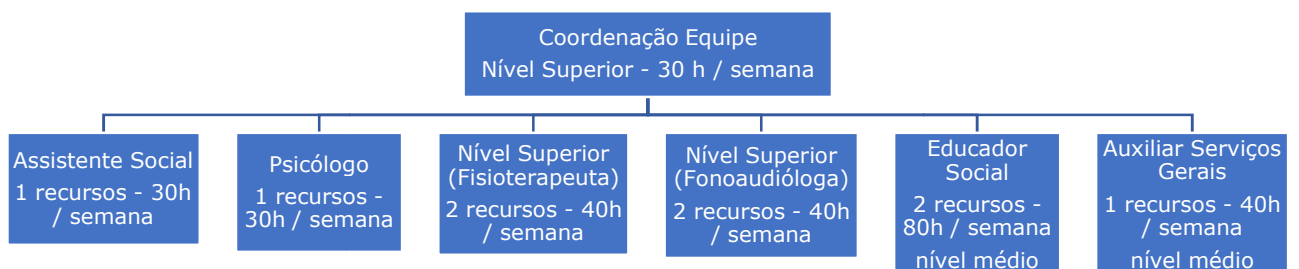 Coordenação Equipe
Nível Superior - 30 h / semana
Assistente Social
1 recursos - 30h
/ semana
Psicólogo
1 recursos -
30h / semana
Nível Superior
(Fisioterapeuta)
2 recursos - 40h
/ semana
Nível Superior
(Fonoaudióloga)
2 recursos - 40h
/ semana
Educador
Social
2 recursos -
80h / semana
nível médio
Auxiliar Serviços
Gerais
1 recursos - 40h
/ semana
nível médio